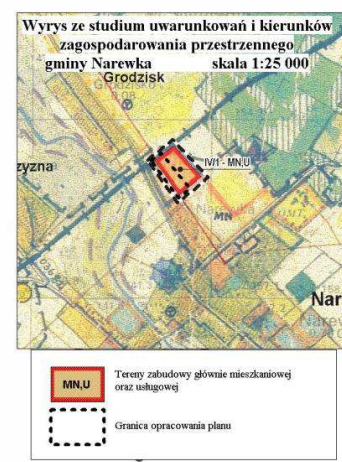 Wyrys ze studium uwarunkowań i kierunków
zagospodarowania przestrzennego
gminy Narewka skala 1:25 000
Grodzisk
zyzna
IV/1 - MN,U
MN
Nar
MN,U
Tereny zabudowy głównie mieszkaniowej
oraz usługowej
Granica opracowania planu